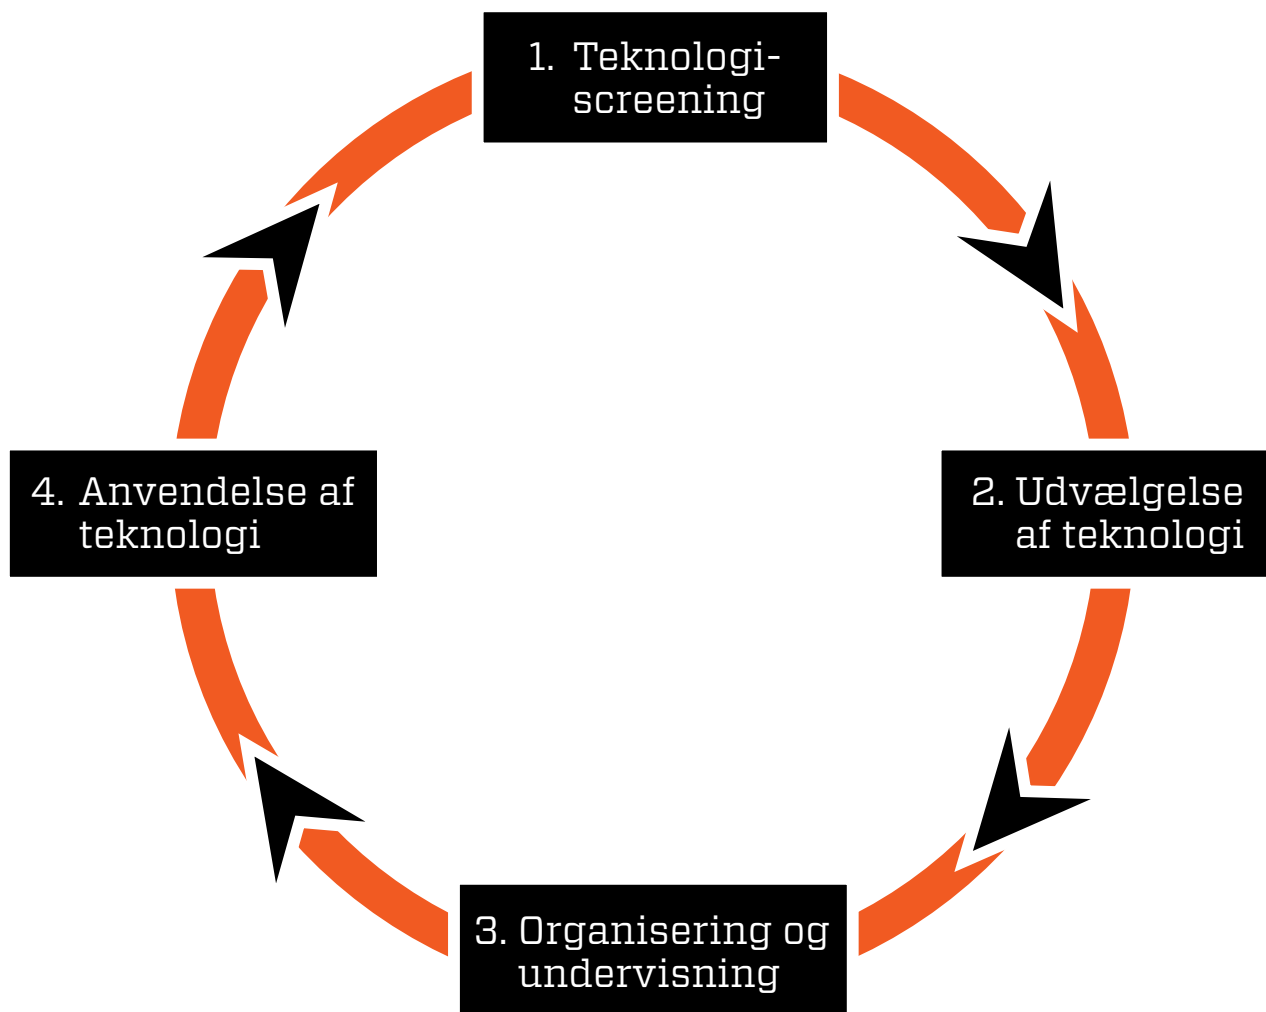 1. Teknologi-
screening
2. Udvælgelse
af teknologi
3. Organisering og
undervisning
4. Anvendelse af
teknologi